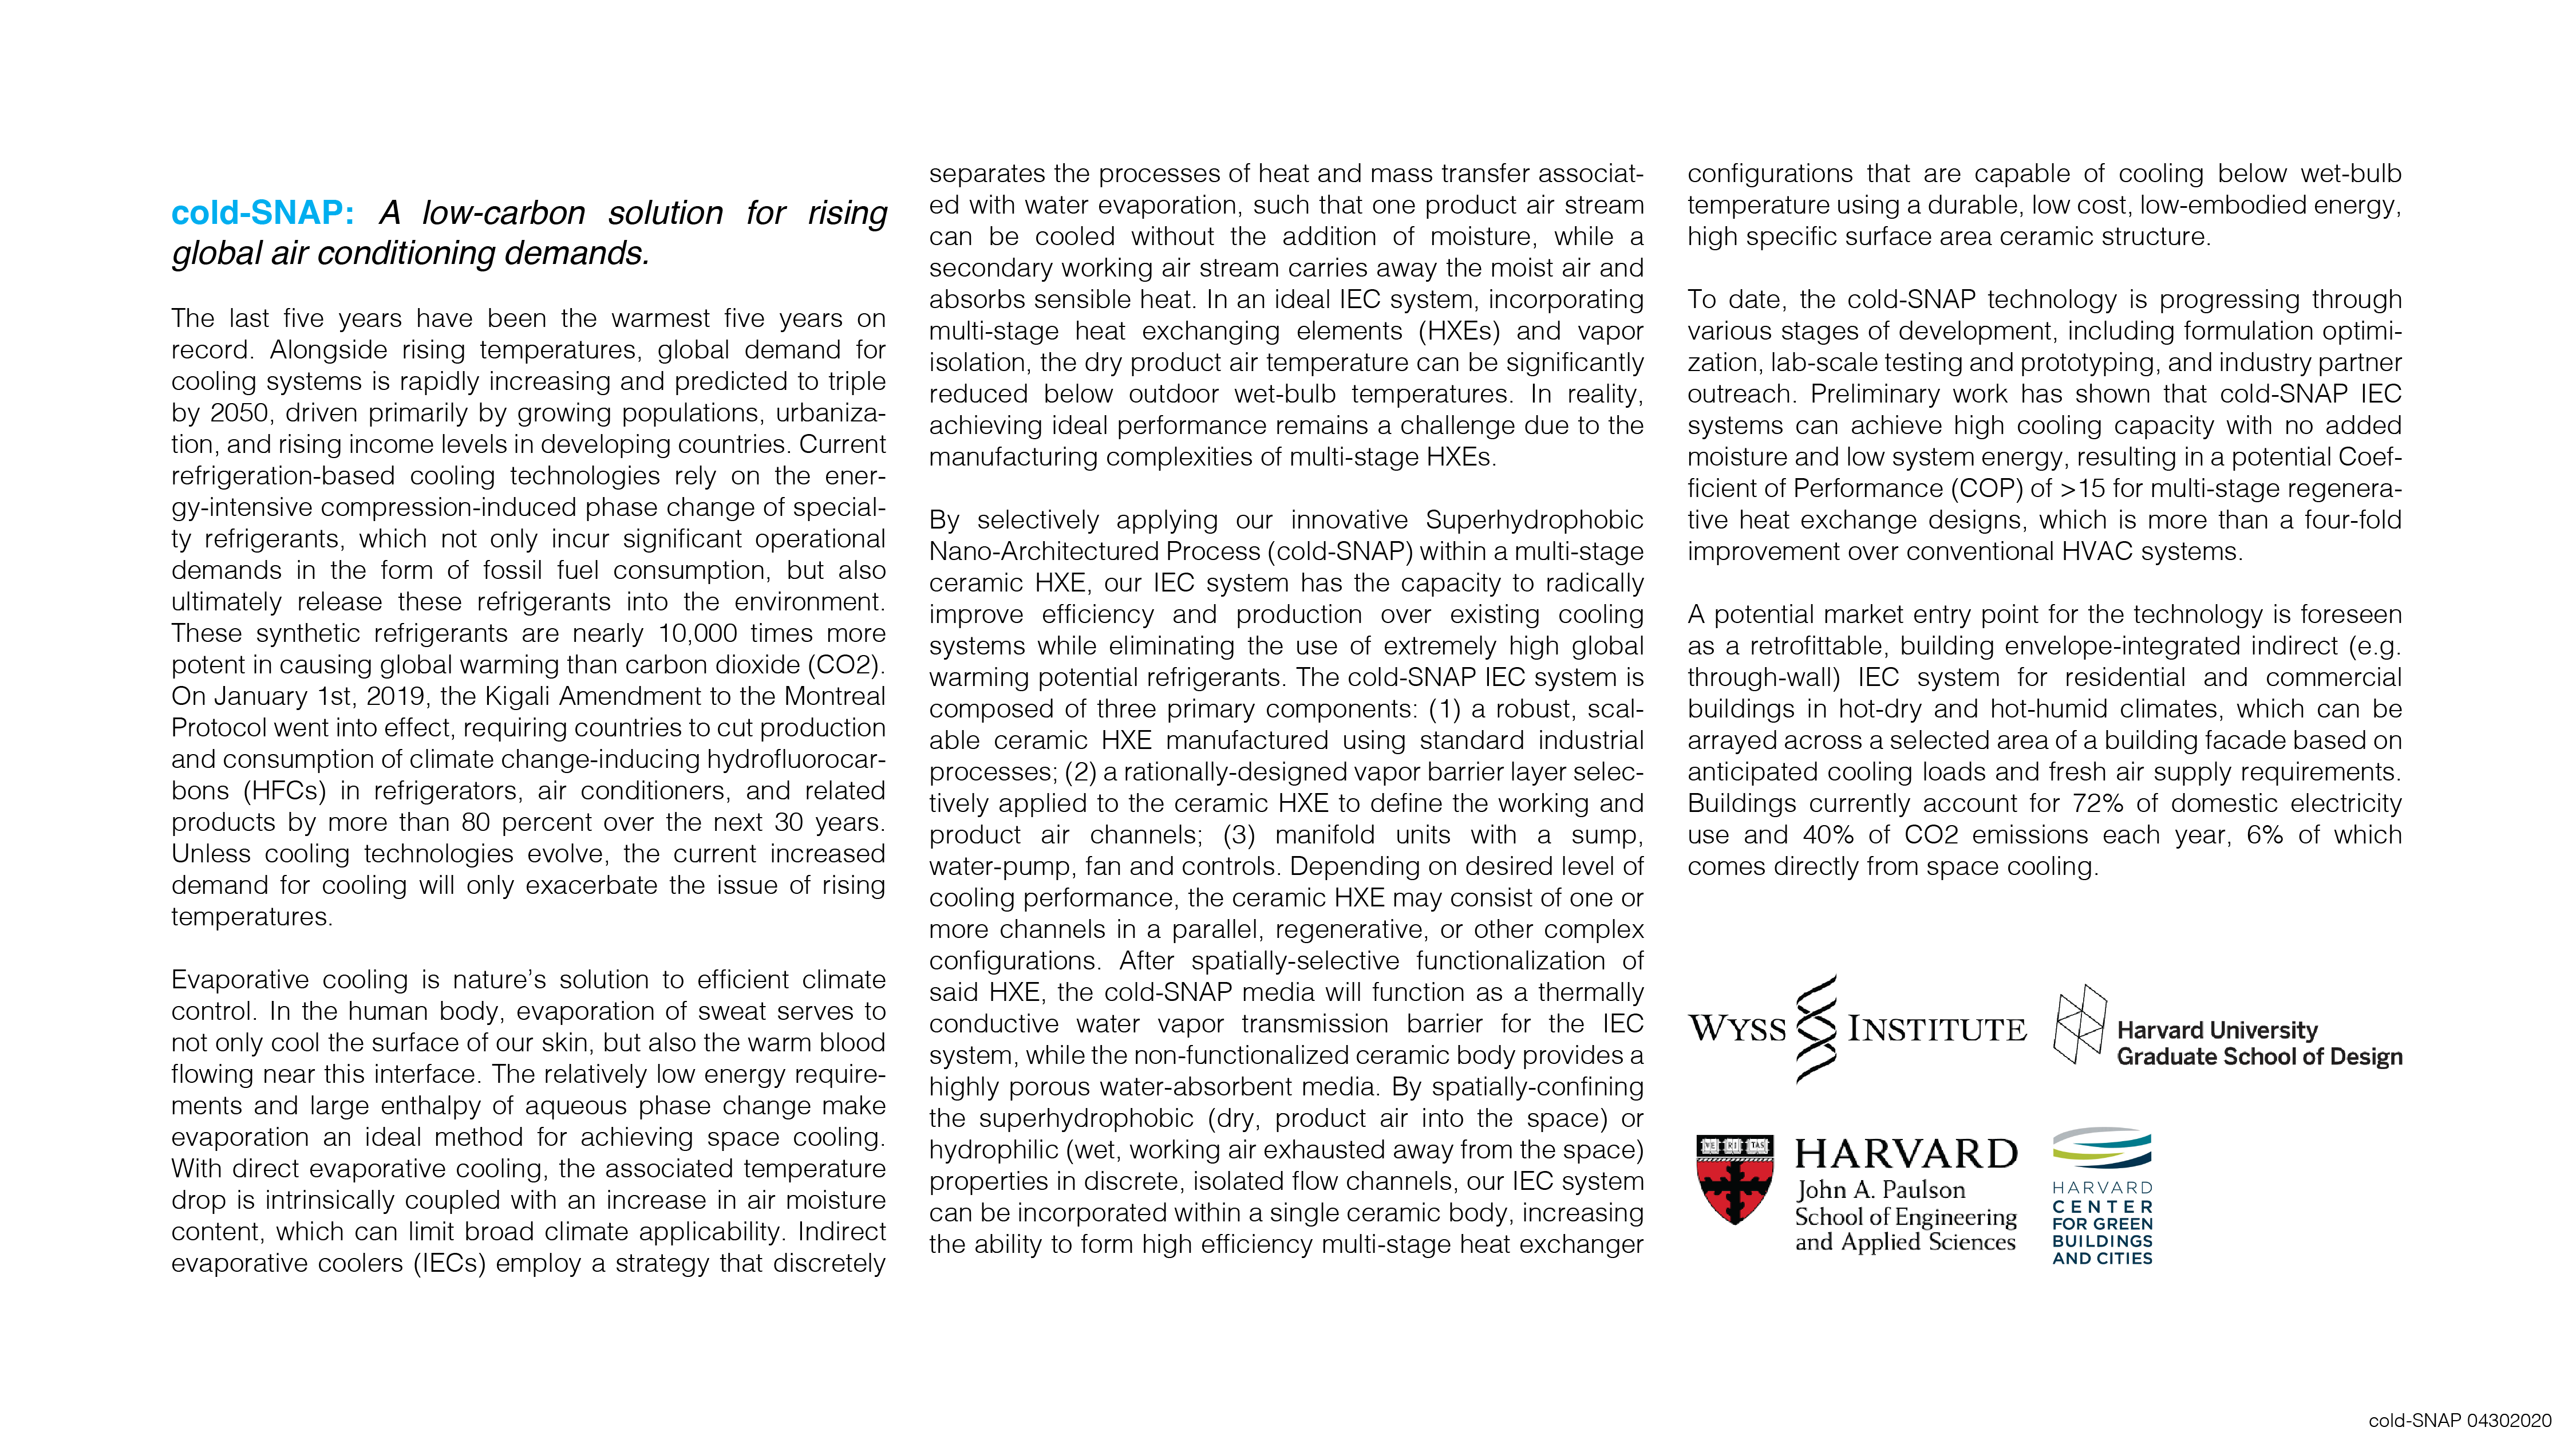 cold-SNAP: A low-carbon solution for rising
global air conditioning demands.
The last five years have been the warmest five years on
record. Alongside rising temperatures, global demand for
cooling systems is rapidly increasing and predicted to triple
by 2050, driven primarily by growing populations, urbaniza-
tion, and rising income levels in developing countries. Current
refrigeration-based cooling technologies rely on the ener-
gy-intensive compression-induced phase change of special-
ty refrigerants, which not only incur significant operational
demands in the form of fossil fuel consumption, but also
ultimately release these refrigerants into the environment.
These synthetic refrigerants are nearly 10,000 times more
potent in causing global warming than carbon dioxide (CO2).
On January 1st, 2019, the Kigali Amendment to the Montreal
Protocol went into effect, requiring countries to cut production
and consumption of climate change-inducing hydrofluorocar-
bons (HFCs) in refrigerators, air conditioners, and related
products by more than 80 percent over the next 30 years.
Unless cooling technologies evolve, the current increased
demand for cooling will only exacerbate the issue of rising
temperatures.
Evaporative cooling is nature’s solution to efficient climate
control. In the human body, evaporation of sweat serves to
not only cool the surface of our skin, but also the warm blood
flowing near this interface. The relatively low energy require-
ments and large enthalpy of aqueous phase change make
evaporation an ideal method for achieving space cooling.
With direct evaporative cooling, the associated temperature
drop is intrinsically coupled with an increase in air moisture
content, which can limit broad climate applicability. Indirect
evaporative coolers (IECs) employ a strategy that discretely
separates the processes of heat and mass transfer associat-
ed with water evaporation, such that one product air stream
can be cooled without the addition of moisture, while a
secondary working air stream carries away the moist air and
absorbs sensible heat. In an ideal IEC system, incorporating
multi-stage heat exchanging elements (HXEs) and vapor
isolation, the dry product air temperature can be significantly
reduced below outdoor wet-bulb temperatures. In reality,
achieving ideal performance remains a challenge due to the
manufacturing complexities of multi-stage HXEs.
By selectively applying our innovative Superhydrophobic
Nano-Architectured Process (cold-SNAP) within a multi-stage
ceramic HXE, our IEC system has the capacity to radically
improve efficiency and production over existing cooling
systems while eliminating the use of extremely high global
warming potential refrigerants. The cold-SNAP IEC system is
composed of three primary components: (1) a robust, scal-
able ceramic HXE manufactured using standard industrial
processes; (2) a rationally-designed vapor barrier layer selec-
tively applied to the ceramic HXE to define the working and
product air channels; (3) manifold units with a sump,
water-pump, fan and controls. Depending on desired level of
cooling performance, the ceramic HXE may consist of one or
more channels in a parallel, regenerative, or other complex
configurations. After spatially-selective functionalization of
said HXE, the cold-SNAP media will function as a thermally
conductive water vapor transmission barrier for the IEC
system, while the non-functionalized ceramic body provides a
highly porous water-absorbent media. By spatially-confining
the superhydrophobic (dry, product air into the space) or
hydrophilic (wet, working air exhausted away from the space)
properties in discrete, isolated flow channels, our IEC system
can be incorporated within a single ceramic body, increasing
the ability to form high efficiency multi-stage heat exchanger
configurations that are capable of cooling below wet-bulb
temperature using a durable, low cost, low-embodied energy,
high specific surface area ceramic structure.
To date, the cold-SNAP technology is progressing through
various stages of development, including formulation optimi-
zation, lab-scale testing and prototyping, and industry partner
outreach. Preliminary work has shown that cold-SNAP IEC
systems can achieve high cooling capacity with no added
moisture and low system energy, resulting in a potential Coef-
ficient of Performance (COP) of >15 for multi-stage regenera-
tive heat exchange designs, which is more than a four-fold
improvement over conventional HVAC systems.
A potential market entry point for the technology is foreseen
as a retrofittable, building envelope-integrated indirect (e.g.
through-wall) IEC system for residential and commercial
buildings in hot-dry and hot-humid climates, which can be
arrayed across a selected area of a building facade based on
anticipated cooling loads and fresh air supply requirements.
Buildings currently account for 72% of domestic electricity
use and 40% of CO2 emissions each year, 6% of which
comes directly from space cooling.
WYSS INSTITUTE
Harvard University
Graduate School of Design
VE RI TAS
HARVARD
John A. Paulson
School of Engineering
and Applied Sciences
HARVARD
CENTER
FOR GREEN
BUILDINGS
AND CITIES
cold-SNAP 04302020